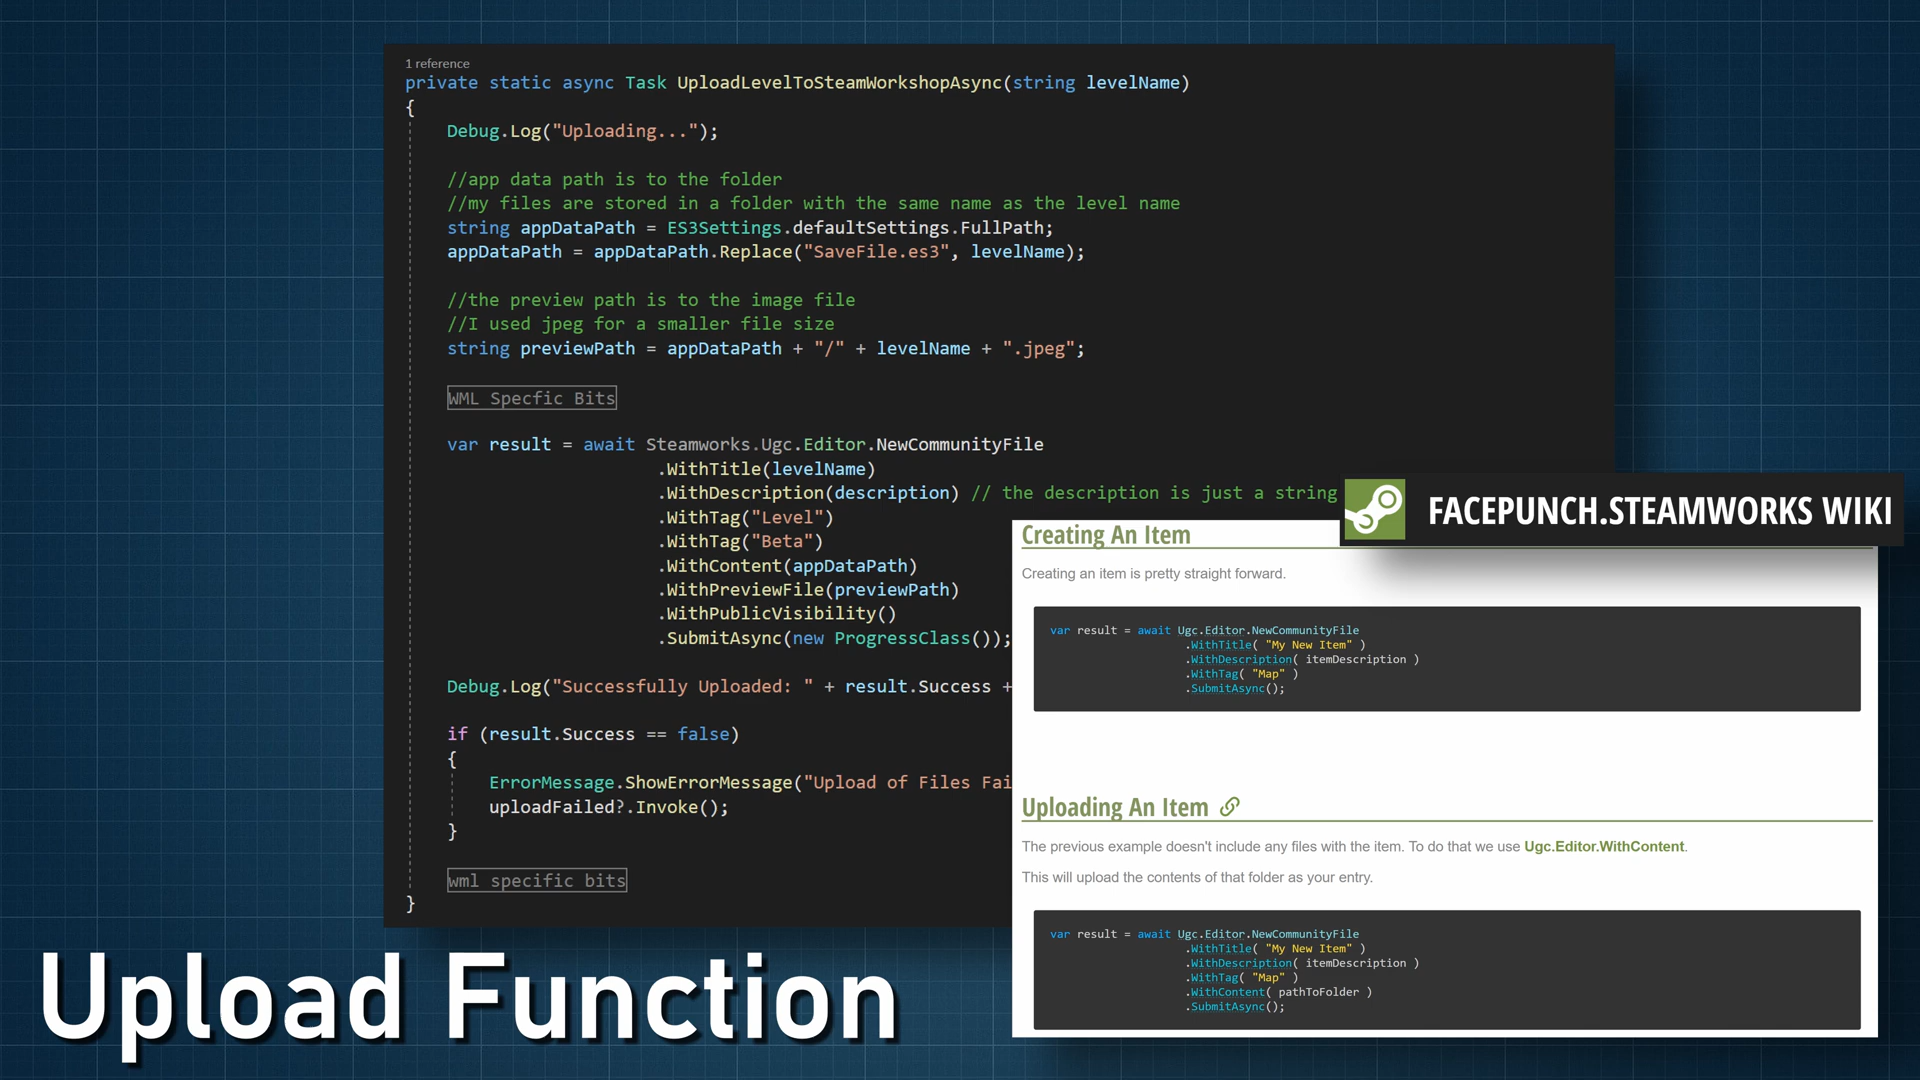 1 reference
private static async Task UploadLevelToSteamWorkshopAsync(string levelName)
{
Debug.Log("Uploading...");
//app data path is to the folder
//my files are stored in a folder with the same name as the level name
string appDataPath = ES3Settings.defaultSettings.FullPath;
appDataPath = appDataPath.Replace("SaveFile.es3", levelName);
//the preview path is to the image file
//I used jpeg for a smaller file size
string previewPath = appDataPath + "/" + levelName + ".jpeg";
WML Specfic Bits
var result = await Steamworks.Ugc.Editor.NewCommunityFile
.WithTitle(levelName)
.WithDescription(description) // the description is just a string
.WithTag("Level")
.WithTag("Beta")
.WithContent(appDataPath)
.WithPreviewFile(previewPath)
.WithPublicVisibility()
.SubmitAsync(new ProgressClass());
Debug.Log("Successfully Uploaded: " + result.Success +
if (result.Success == false)
{
ErrorMessage.ShowErrorMessage("Upload of Files Fai
uploadFailed?.Invoke();
}
wml specific bits
}
FACEPUNCH.STEAMWORKS WIKI
Creating An Item
Creating an item is pretty straight forward.
var result = await Ugc.Editor.NewCommunityFile
.WithTitle( "My New Item" )
.WithDescription( itemDescription )
.WithTag( "Map" )
.SubmitAsync();
Uploading An Item
The previous example doesn't include any files with the item. To do that we use Ugc.Editor.WithContent.
This will upload the contents of that folder as your entry.
var result = await Ugc.Editor.NewCommunityFile
.WithTitle( "My New Item" )
.WithDescription( itemDescription )
.WithTag( "Map" )
.WithContent( pathToFolder )
.SubmitAsync();
Upload Function